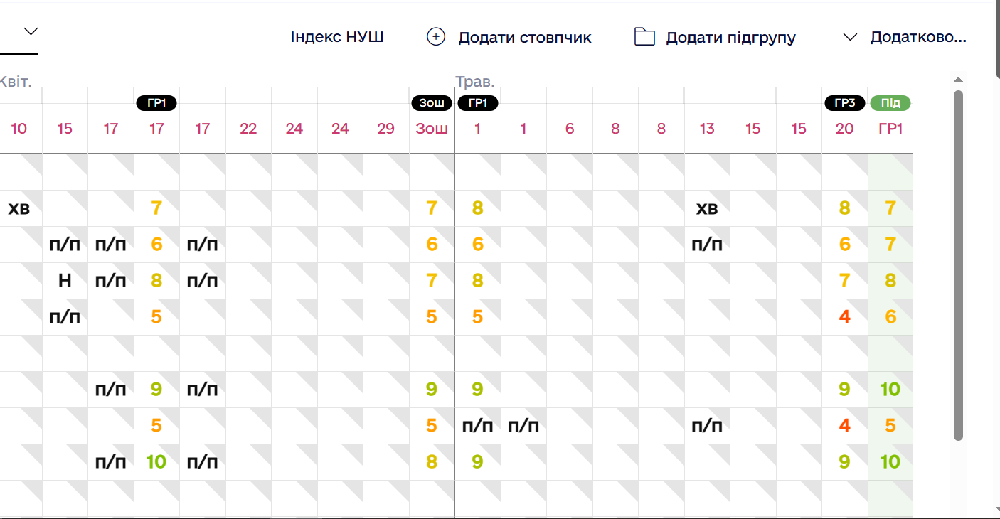 Індекс НУШ Додати стовпчик Додати підгрупу Додатково...
Квіт. Трав.
ГР1 Зош ГР1 ГР3 Під
10 15 17 17 17 22 24 24 29 Зош 1 1 6 8 8 13 15 15 20 ГР1
хв 7 7 8 хв 8 7
п/п п/п 6 п/п 6 6 п/п 6 7
Н п/п 8 п/п 7 8 7 8
п/п 5 5 5 4 6
п/п 9 п/п 9 9 9 10
5 5 п/п п/п п/п 4 5
п/п 10 п/п 8 9 9 10